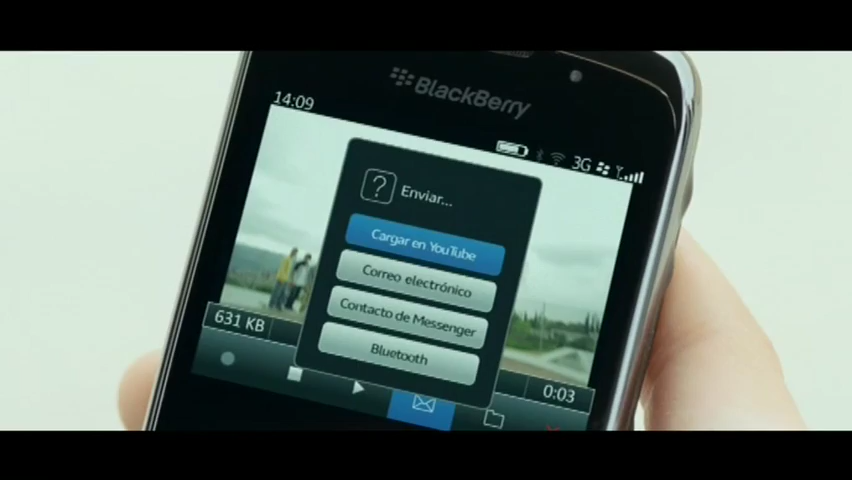 BlackBerry
14:09
3G
Enviar...
Cargar en YouTube
Correo electrónico
Contacto de Messenger
Bluetooth
631 KB
0:03